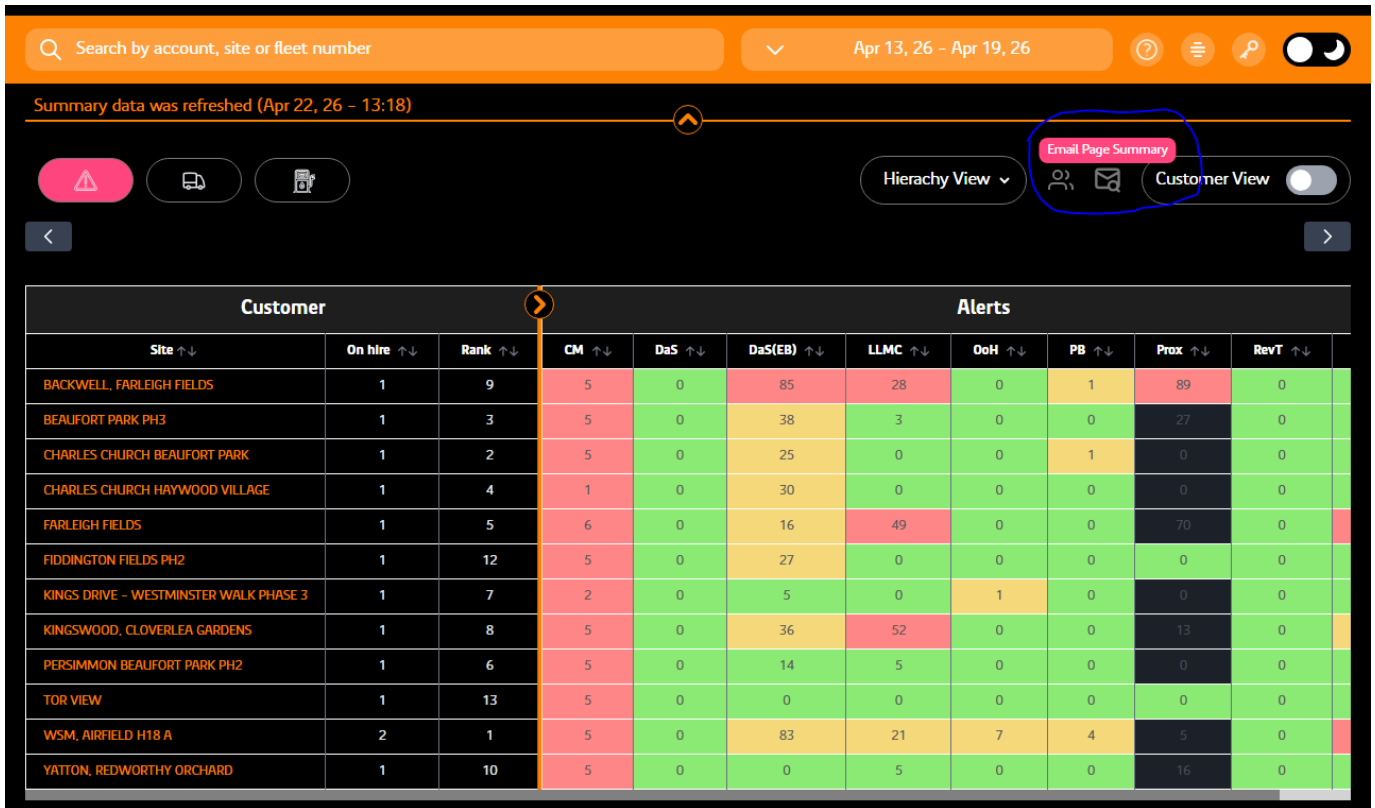 Search by account, site or fleet number
Apr 13, 26 - Apr 19, 26
Summary data was refreshed (Apr 22, 26 - 13:18)
Email Page Summary
Hierachy View
Customer View
Customer Alerts
Site On hire Rank CM DaS DaS(EB) LLMC OoH PB Prox RevT
BACKWELL, FARLEIGH FIELDS 1 9 5 0 85 28 0 1 89 0
BEAUFORT PARK PH3 1 3 5 0 38 3 0 0 27 0
CHARLES CHURCH BEAUFORT PARK 1 2 5 0 25 0 0 1 0 0
CHARLES CHURCH HAYWOOD VILLAGE 1 4 1 0 30 0 0 0 0 0
FARLEIGH FIELDS 1 5 6 0 16 49 0 0 70 0
FIDDINGTON FIELDS PH2 1 12 5 0 27 0 0 0 0 0
KINGS DRIVE - WESTMINSTER WALK PHASE 3 1 7 2 0 5 0 1 0 0 0
KINGSWOOD, CLOVERLEA GARDENS 1 8 5 0 36 52 0 0 13 0
PERSIMMON BEAUFORT PARK PH2 1 6 5 0 14 5 0 0 0 0
TOR VIEW 1 13 5 0 0 0 0 0 0 0
WSM, AIRFIELD H18 A 2 1 5 0 83 21 7 4 5 0
YATTON, REDWORTHY ORCHARD 1 10 5 0 0 5 0 0 16 0